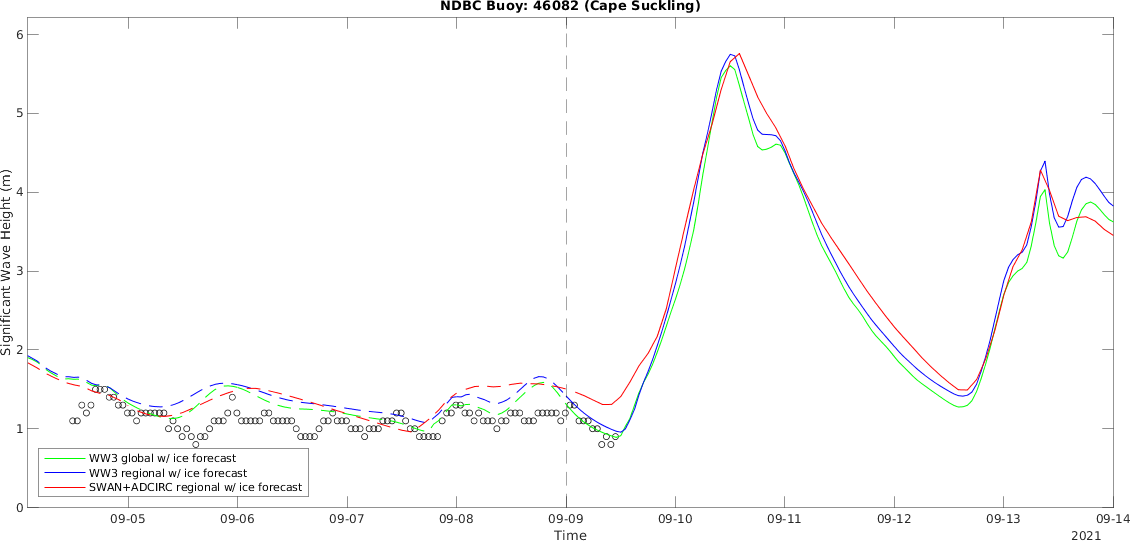 NDBC Buoy: 46082 (Cape Suckling)
6
5
4
3
2
1
0
Significant Wave Height (m)
WW3 global w/ ice forecast
WW3 regional w/ ice forecast
SWAN+ADCIRC regional w/ ice forecast
09-05 09-06 09-07 09-08 09-09 09-10 09-11 09-12 09-13 09-14
Time
2021